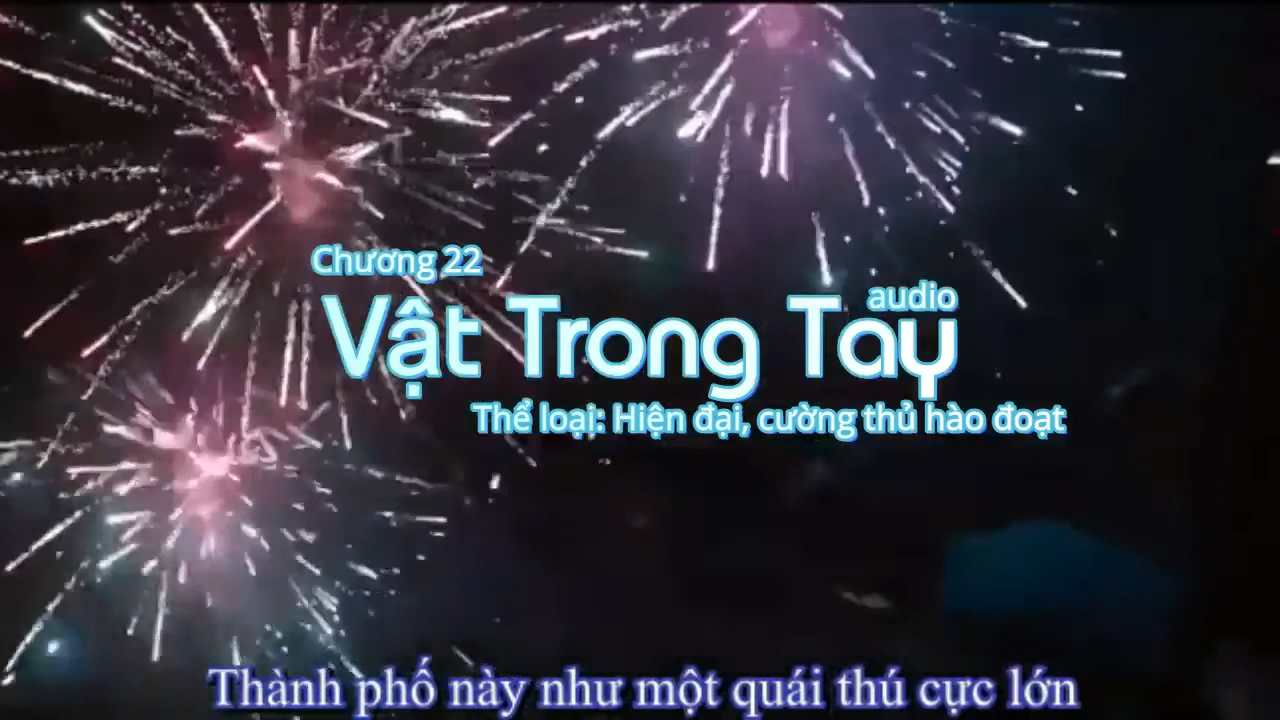 Chương 22
audio
Vật Trong Tay
Thể loại: Hiện đại, cường thủ hào đoạt
Thành phố này như một quái thú cực lớn